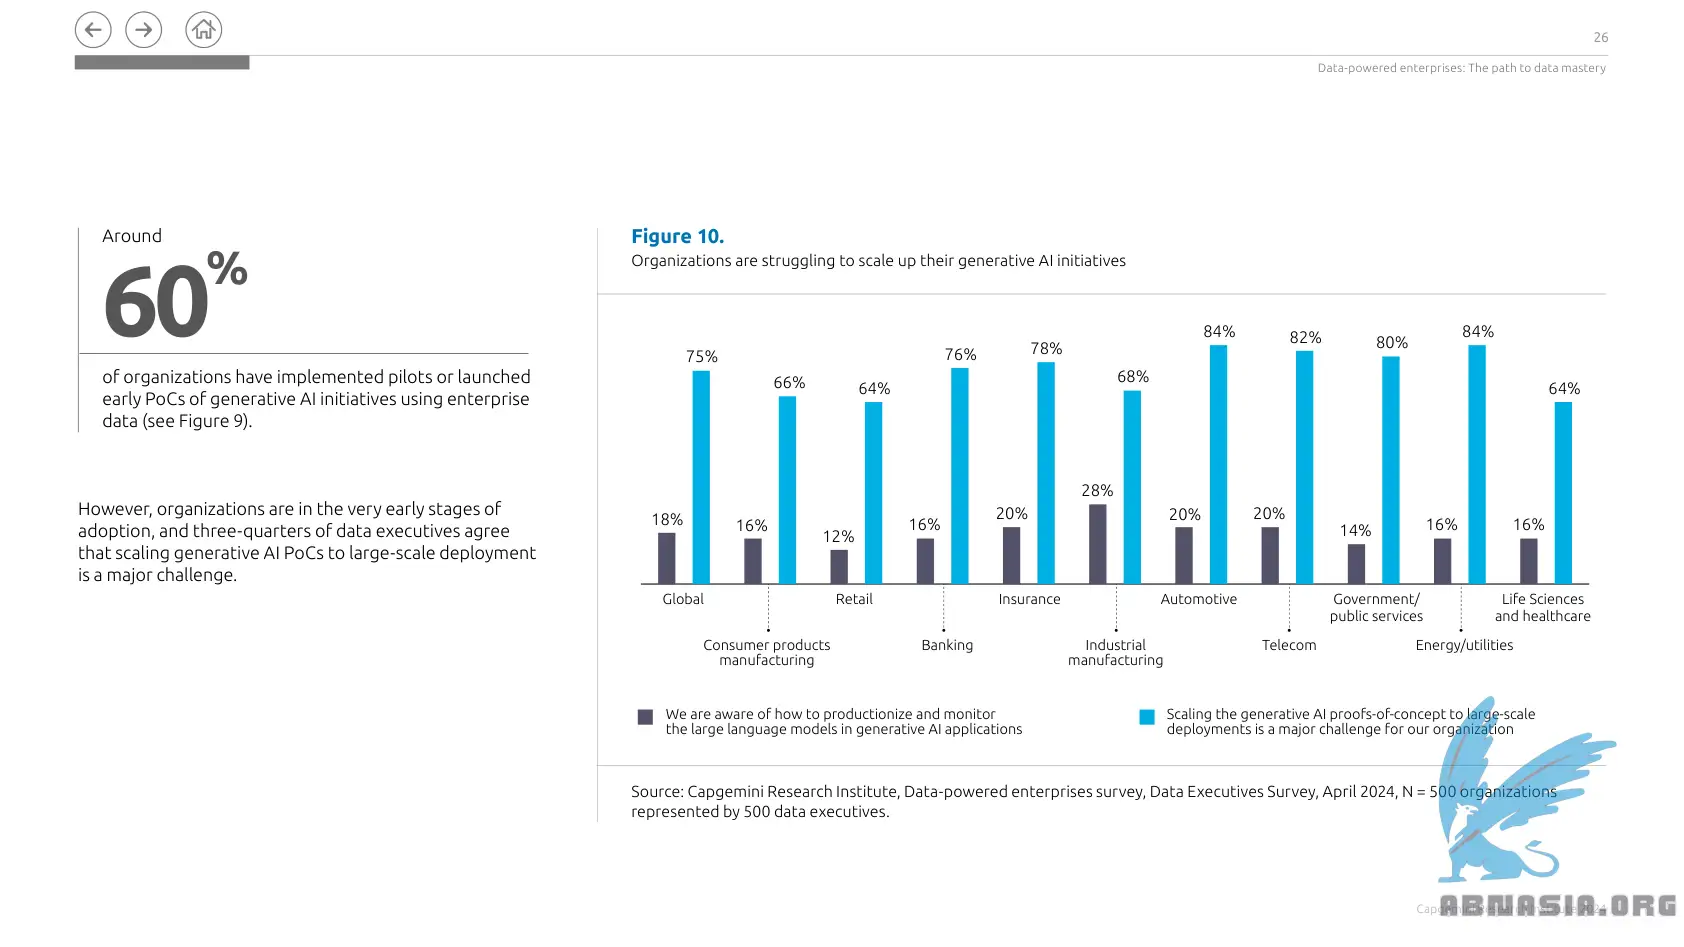 26
Data-powered enterprises: The path to data mastery
Around
60%
of organizations have implemented pilots or launched
early PoCs of generative AI initiatives using enterprise
data (see Figure 9).
However, organizations are in the very early stages of
adoption, and three-quarters of data executives agree
that scaling generative AI PoCs to large-scale deployment
is a major challenge.
Figure 10.
Organizations are struggling to scale up their generative AI initiatives
75%
66%
64%
76%
78%
68%
84%
82%
80%
84%
64%
18%
16%
12%
16%
20%
28%
20%
20%
14%
16%
16%
Global
Consumer products
manufacturing
Retail
Banking
Insurance
Industrial
manufacturing
Automotive
Telecom
Government/
public services
Energy/utilities
Life Sciences
and healthcare
We are aware of how to productionize and monitor
the large language models in generative AI applications
Scaling the generative AI proofs-of-concept to large-scale
deployments is a major challenge for our organization
Source: Capgemini Research Institute, Data-powered enterprises survey, Data Executives Survey, April 2024, N = 500 organizations
represented by 500 data executives.
Capgemini Research Institute 2024
ABNASIA.ORG